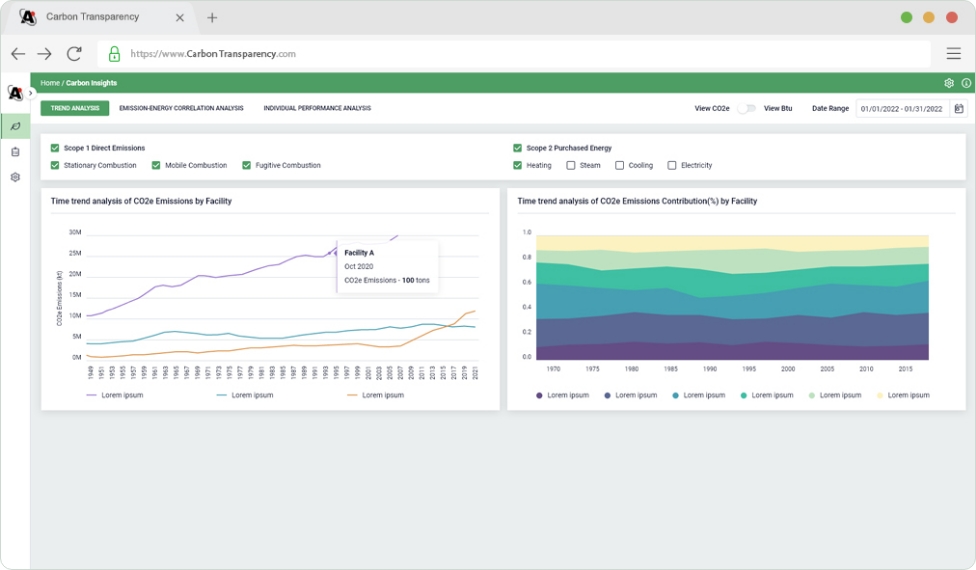 Carbon Transparency
https://www.Carbon Transparency.com
Home / Carbon Insights
TREND ANALYSIS EMISSION-ENERGY CORRELATION ANALYSIS INDIVIDUAL PERFORMANCE ANALYSIS View CO2e View Btu Date Range 01/01/2022 - 01/31/2022
Scope 1 Direct Emissions Scope 2 Purchased Energy
Stationary Combustion Mobile Combustion Fugitive Combustion Heating Steam Cooling Electricity
Time trend analysis of CO2e Emissions by Facility
CO2e Emissions (kt)
30M
25M
20M
15M
10M
5M
0M
Facility A
Oct 2020
CO2e Emissions - 100 tons
1949 1951 1953 1955 1957 1959 1961 1963 1965 1967 1969 1971 1973 1975 1977 1979 1981 1983 1985 1987 1989 1991 1993 1995 1997 1999 2001 2003 2005 2007 2009 2011 2013 2015 2017 2019 2021
Lorem ipsum Lorem ipsum Lorem ipsum
Time trend analysis of CO2e Emissions Contribution(%) by Facility
1.0
0.8
0.6
0.4
0.2
0.0
1970 1975 1980 1985 1990 1995 2000 2005 2010 2015
Lorem ipsum Lorem ipsum Lorem ipsum Lorem ipsum Lorem ipsum Lorem ipsum